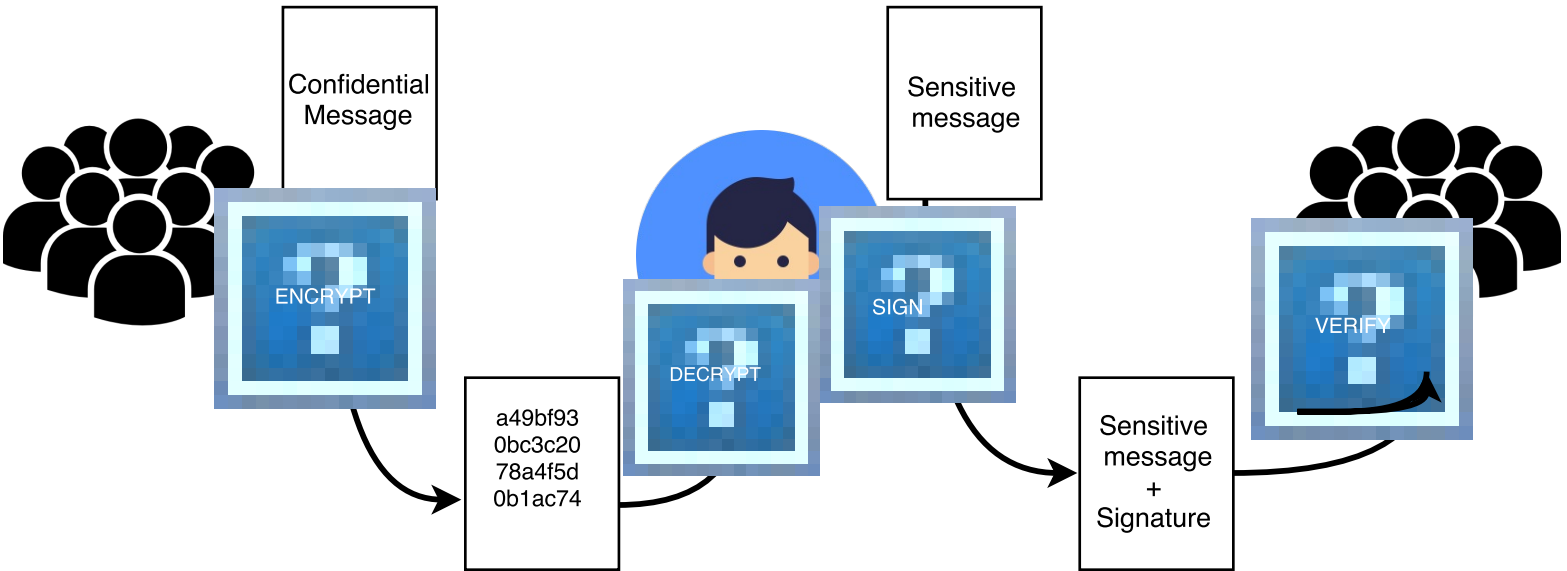 Confidential
Message
ENCRYPT
a49bf93
0bc3c20
78a4f5d
0b1ac74
DECRYPT
Sensitive
message
SIGN
Sensitive
message
+
Signature
VERIFY